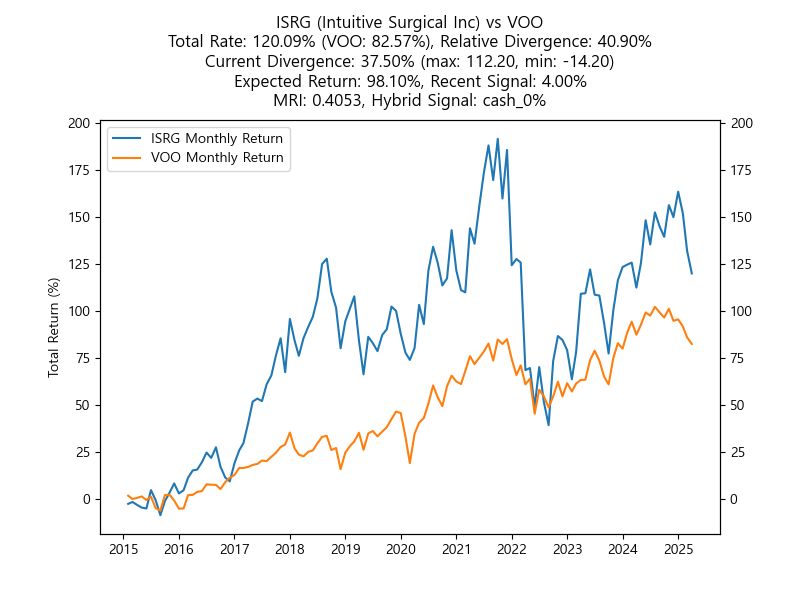 ISRG (Intuitive Surgical Inc) vs VOO
Total Rate: 120.09% (VOO: 82.57%), Relative Divergence: 40.90%
Current Divergence: 37.50% (max: 112.20, min: -14.20)
Expected Return: 98.10%, Recent Signal: 4.00%
MRI: 0.4053, Hybrid Signal: cash_0%
ISRG Monthly Return
VOO Monthly Return
Total Return (%)
200
175
150
125
100
75
50
25
0
200
175
150
125
100
75
50
25
0
2015 2016 2017 2018 2019 2020 2021 2022 2023 2024 2025